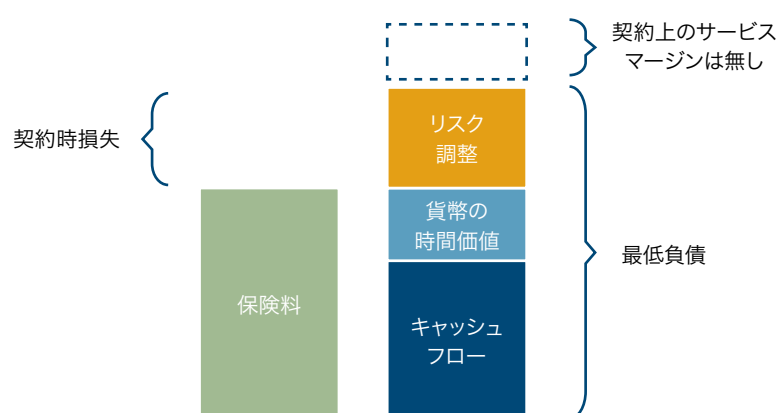 契約上のサービス
マージンは無し
契約時損失
リスク
調整
貨幣の
時間価値
最低負債
保険料
キャッシュ
フロー